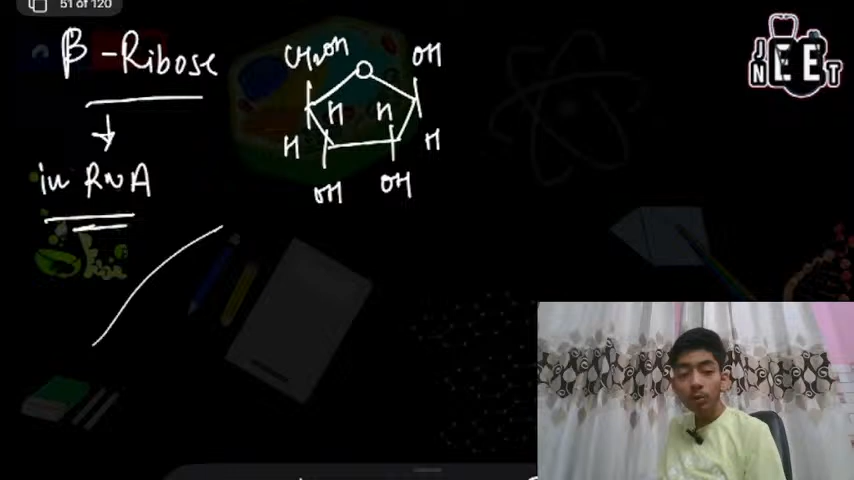 51 of 120
β - Ribose
in RNA
CH₂OH O OH
H H
H H
OH OH
J
NEET